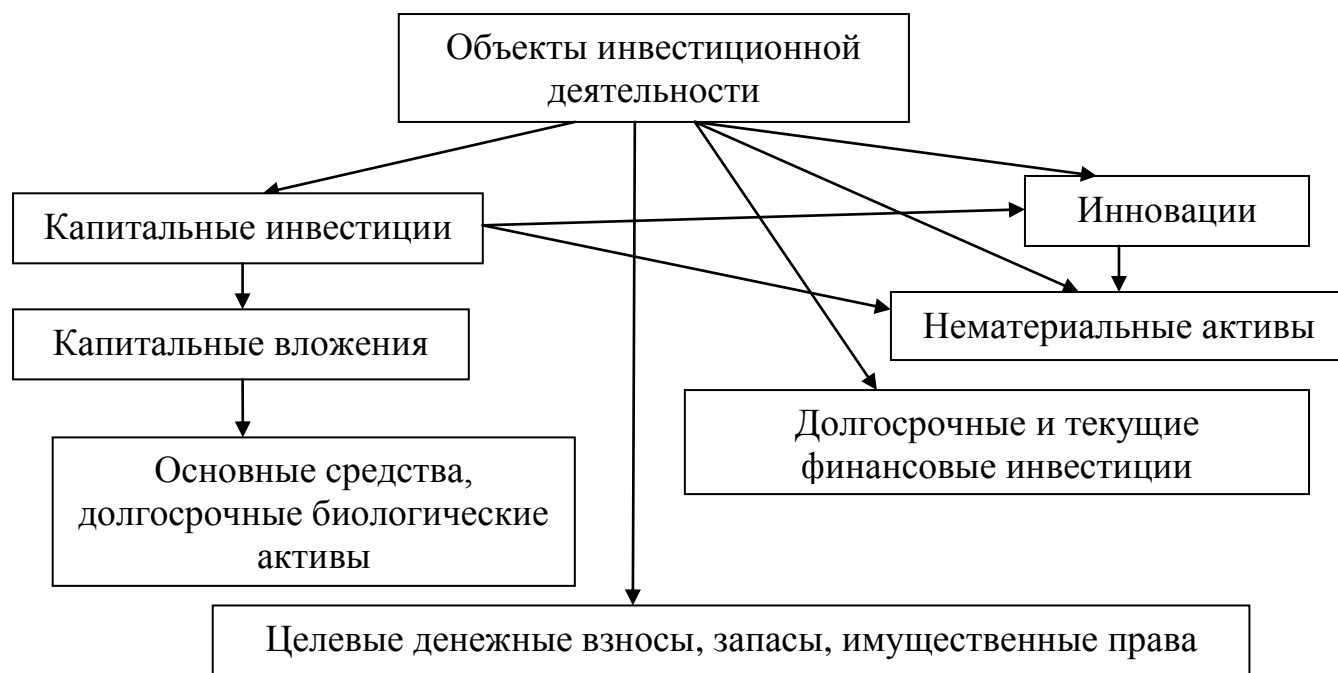 Объекты инвестиционной
деятельности
Капитальные инвестиции
Инновации
Капитальные вложения
Нематериальные активы
Долгосрочные и текущие
финансовые инвестиции
Основные средства,
долгосрочные биологические
активы
Целевые денежные взносы, запасы, имущественные права